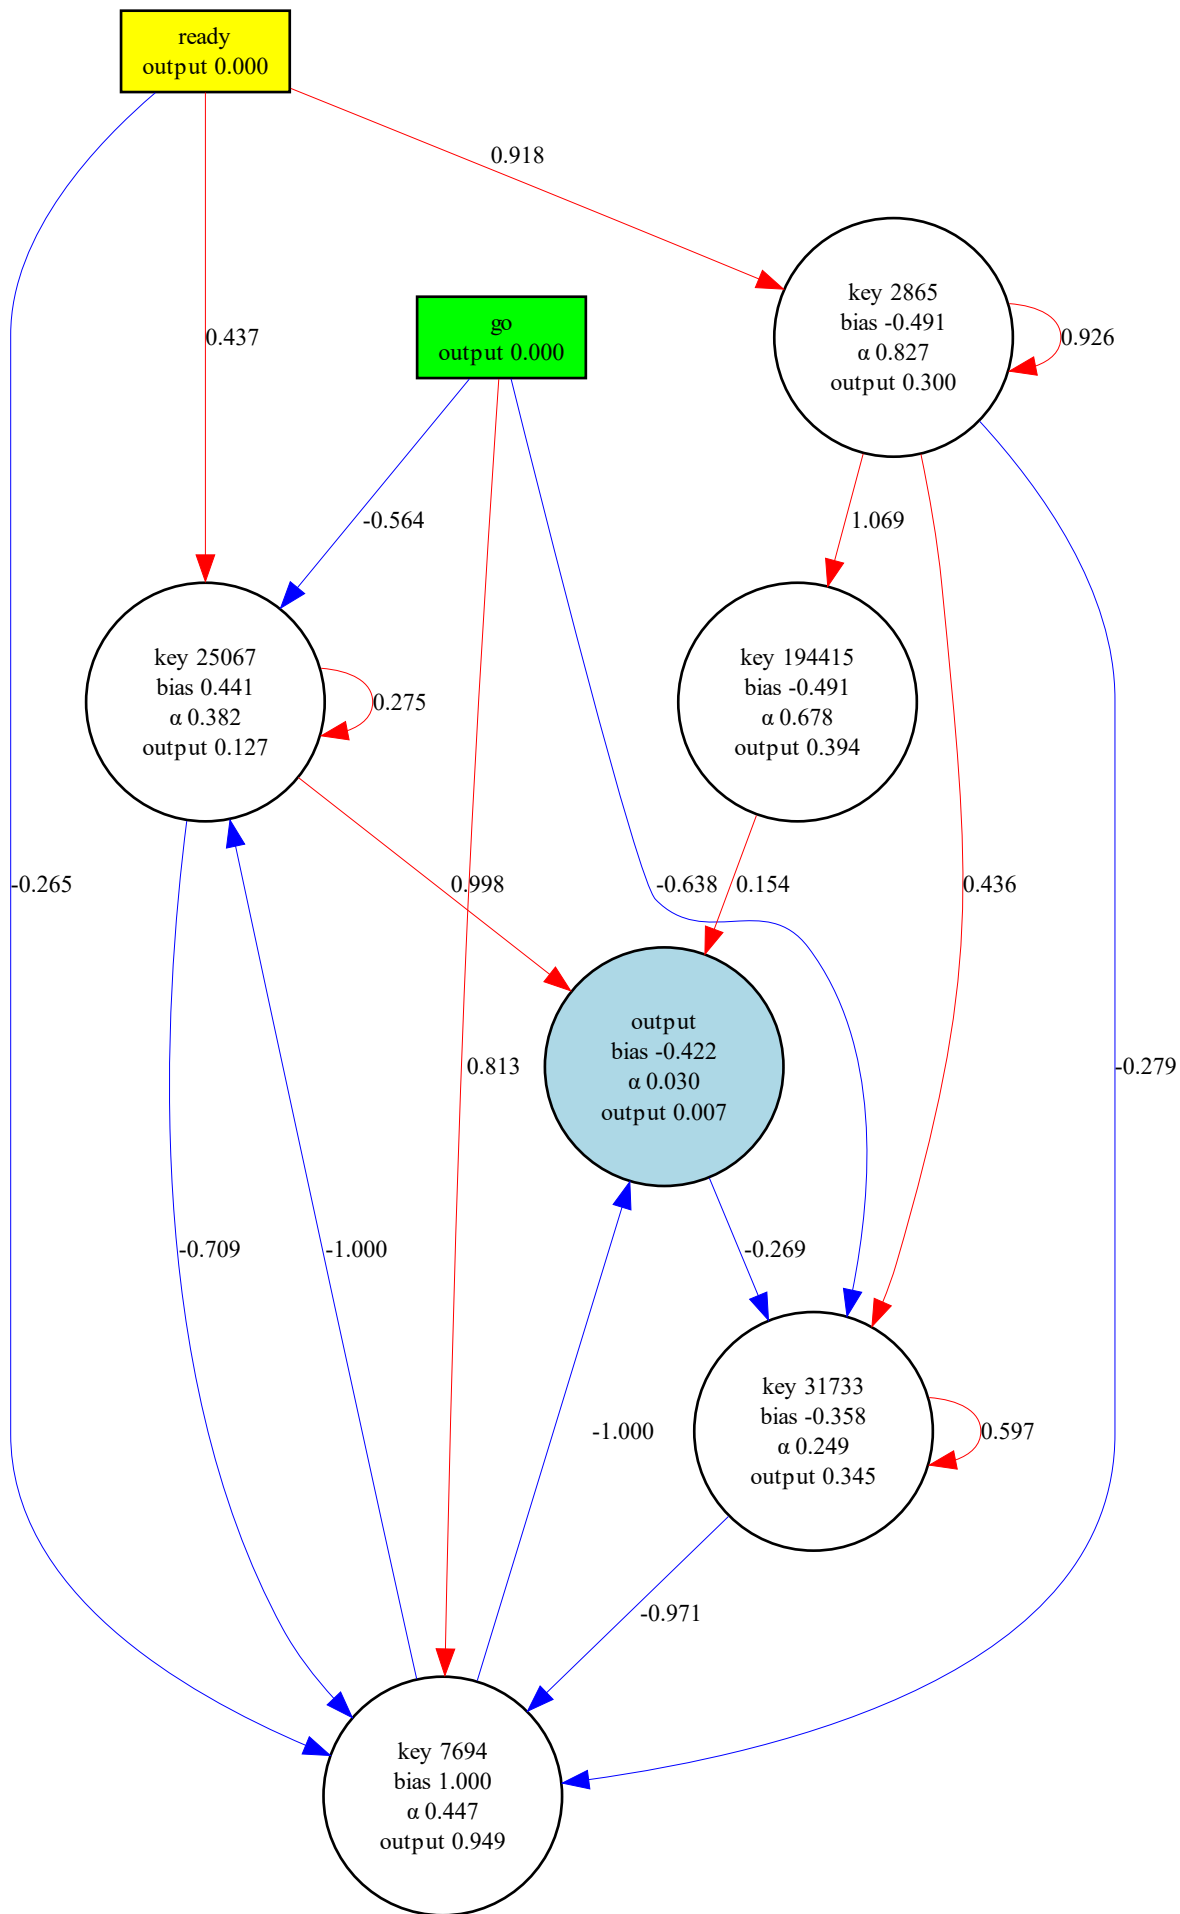 ready
output 0.000
0.918
key 2865
bias -0.491
α 0.827
output 0.300
0.926
go
output 0.000
0.437
-0.564
1.069
key 25067
bias 0.441
α 0.382
output 0.127
0.275
key 194415
bias -0.491
α 0.678
output 0.394
-0.265
0.998
-0.638
0.154
0.436
output
bias -0.422
α 0.030
output 0.007
0.813
-0.279
-0.709
-1.000
-0.269
-1.000
key 31733
bias -0.358
α 0.249
output 0.345
0.597
-0.971
key 7694
bias 1.000
α 0.447
output 0.949